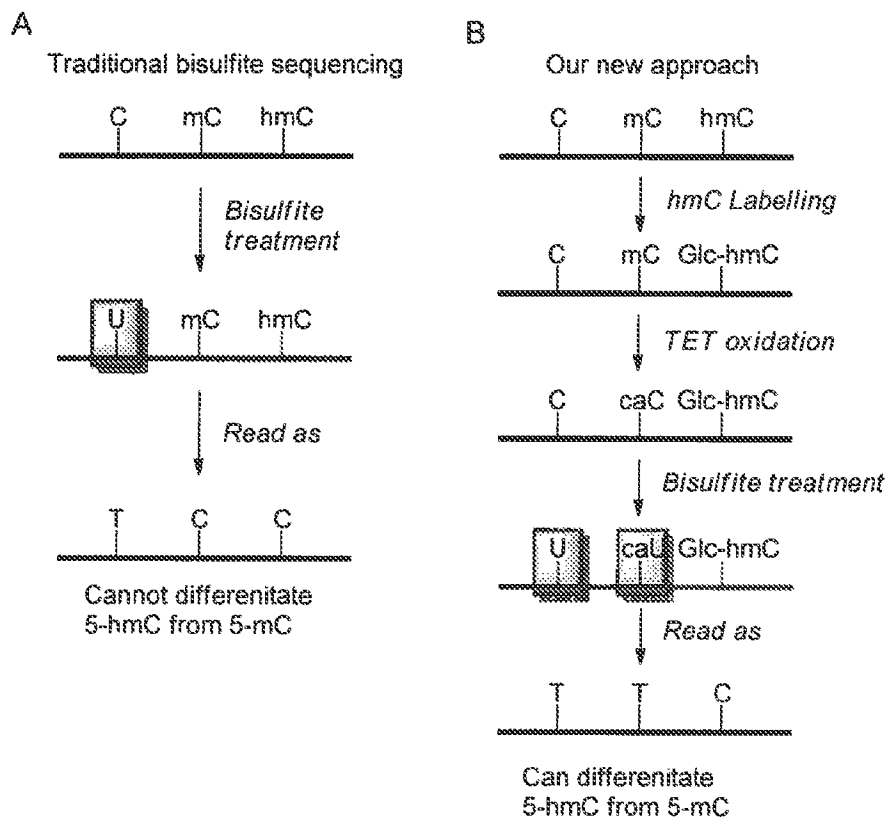 A
Traditional bisulfite sequencing
C mC hmC
Bisulfite
treatment
U mC hmC
Read as
T C C
Cannot differenitate
5-hmC from 5-mC
B
Our new approach
C mC hmC
hmC Labelling
C mC Glc-hmC
TET oxidation
C caC Glc-hmC
Bisulfite treatment
U caU Glc-hmC
Read as
T T C
Can differenitate
5-hmC from 5-mC